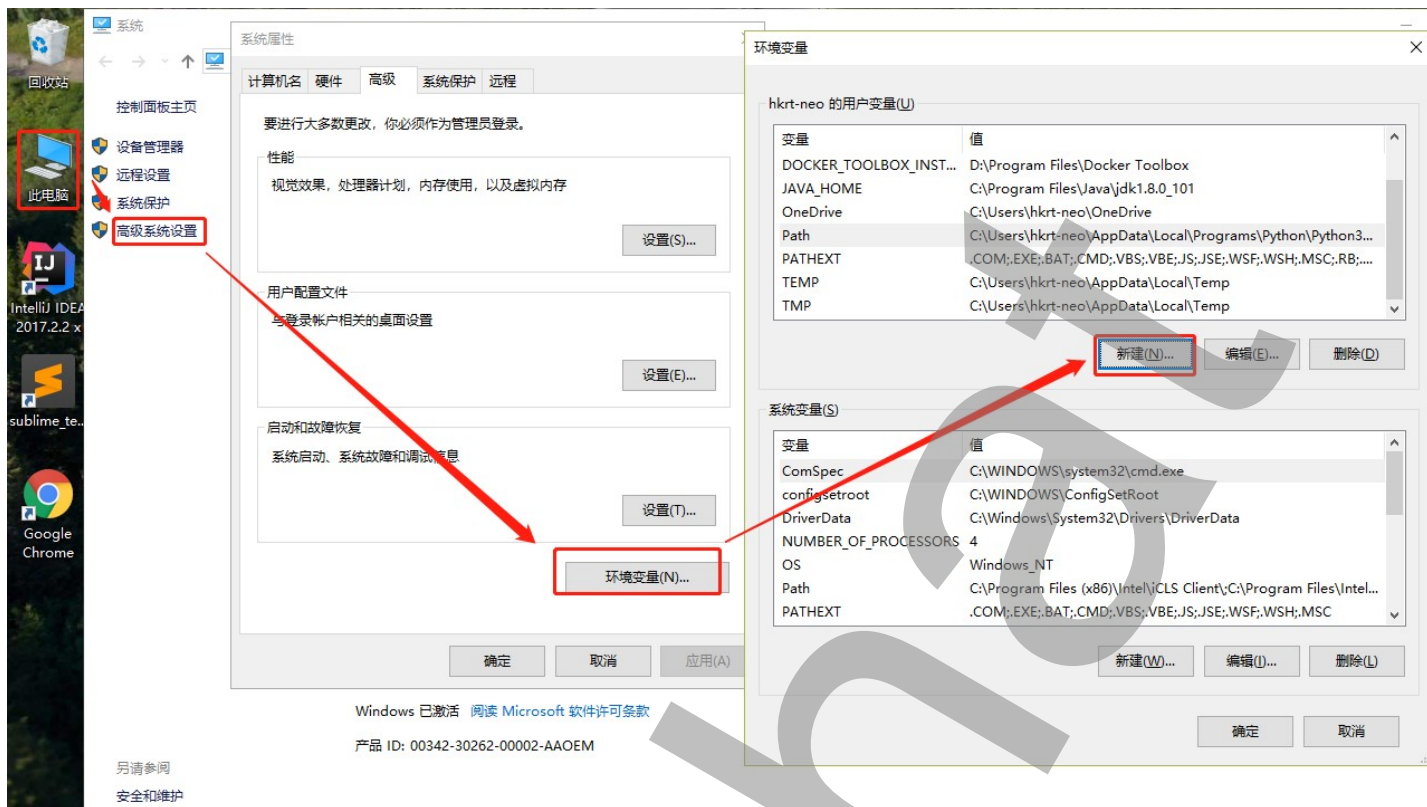 回收站
此电脑
IntelliJ IDEA
2017.2.2 x
sublime_te...
Google
Chrome
系统
控制面板主页
设备管理器
远程设置
系统保护
高级系统设置
另请参阅
安全和维护
系统属性
计算机名 硬件 高级 系统保护 远程
要进行大多数更改，你必须作为管理员登录。
性能
视觉效果，处理器计划，内存使用，以及虚拟内存
设置(S)...
用户配置文件
与登录帐户相关的桌面设置
设置(E)...
启动和故障恢复
系统启动、系统故障和调试信息
设置(T)...
环境变量(N)...
确定 取消 应用(A)
Windows 已激活 阅读 Microsoft 软件许可条款
产品 ID: 00342-30262-00002-AAOEM
环境变量
hkrt-neo 的用户变量(U)
变量 值
DOCKER_TOOLBOX_INST... D:\Program Files\Docker Toolbox
JAVA_HOME C:\Program Files\Java\jdk1.8.0_101
OneDrive C:\Users\hkrt-neo\OneDrive
Path C:\Users\hkrt-neo\AppData\Local\Programs\Python\Python3...
PATHEXT .COM;.EXE;.BAT;.CMD;.VBS;.VBE;.JS;.JSE;.WSF;.WSH;.MSC;.RB;....
TEMP C:\Users\hkrt-neo\AppData\Local\Temp
TMP C:\Users\hkrt-neo\AppData\Local\Temp
新建(N)... 编辑(E)... 删除(D)
系统变量(S)
变量 值
ComSpec C:\WINDOWS\system32\cmd.exe
configsetroot C:\WINDOWS\ConfigSetRoot
DriverData C:\Windows\System32\Drivers\DriverData
NUMBER_OF_PROCESSORS 4
OS Windows_NT
Path C:\Program Files (x86)\Intel\iCLS Client\;C:\Program Files\Intel...
PATHEXT .COM;.EXE;.BAT;.CMD;.VBS;.VBE;.JS;.JSE;.WSF;.WSH;.MSC
新建(W)... 编辑(I)... 删除(L)
确定 取消